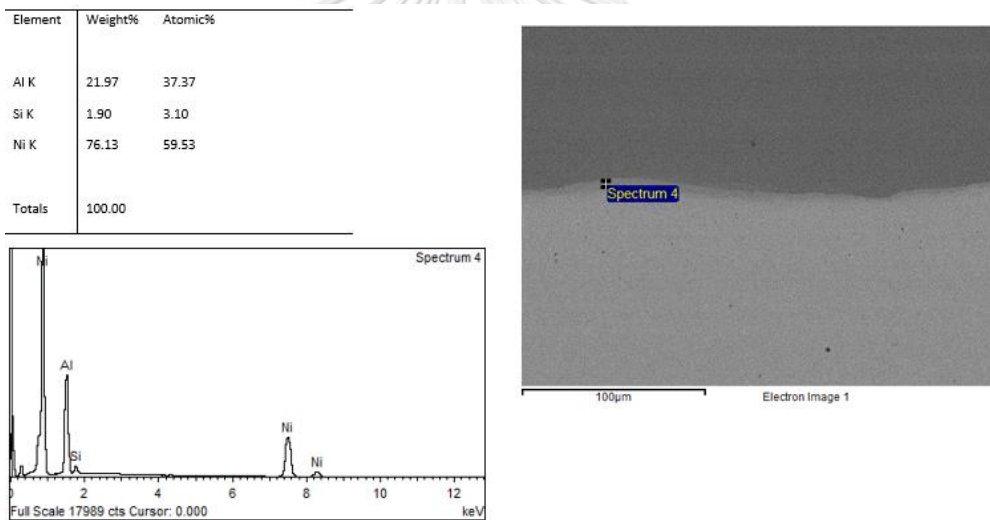 Element Weight% Atomic%
Al K 21.97 37.37
Si K 1.90 3.10
Ni K 76.13 59.53
Totals 100.00
Spectrum 4
Ni
Al
Si
Ni
Ni
2 4 6 8 10 12
Full Scale 17989 cts Cursor: 0.000 keV
Spectrum 4
100µm Electron Image 1